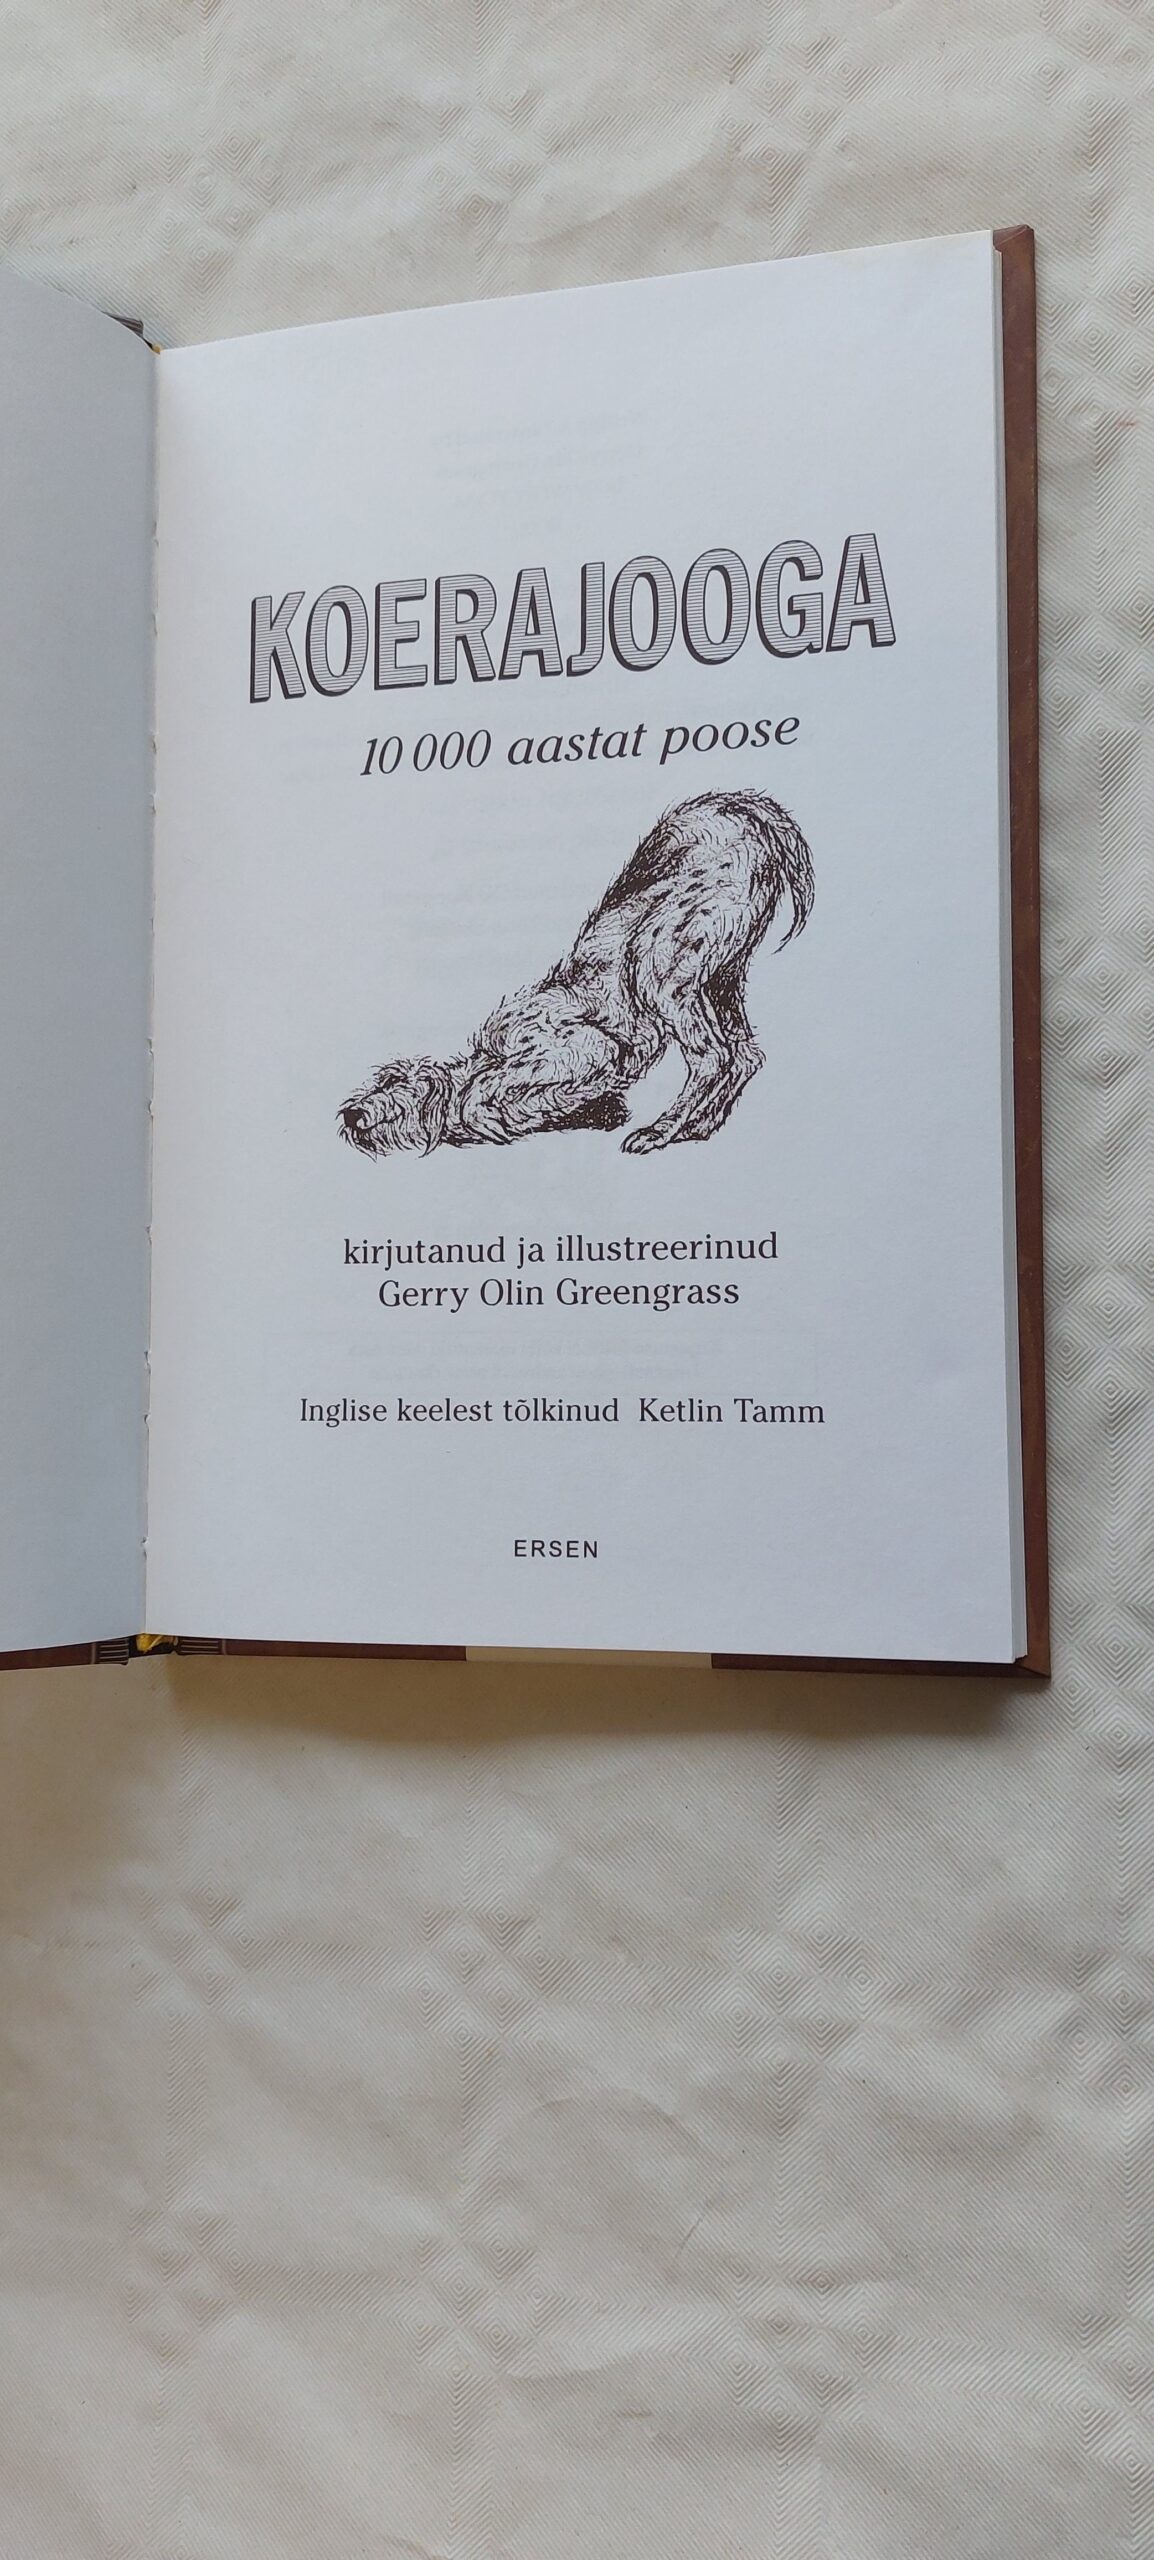 KOERAJOOGA
10 000 aastat poose
kirjutanud ja illustreerinud
Gerry Olin Greengrass
Inglise keelest tõlkinud Ketlin Tamm
ERSEN